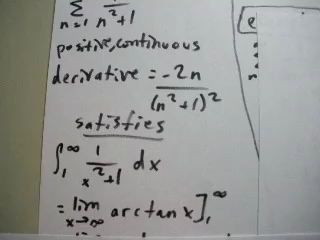 ∑ n=1 1/(n²+1)
positive, continuous
derivative = -2n/(n²+1)²
satisfies
∫₁^∞ 1/(x²+1) dx
= lim x→∞ arctan x]₁^∞